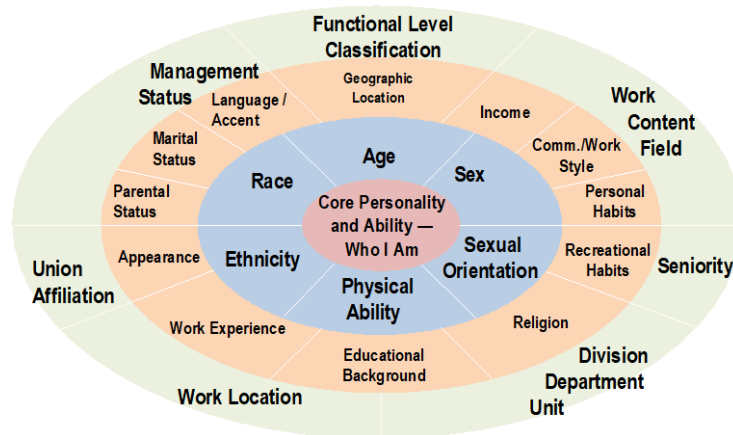 Functional Level
Classification
Management
Status
Language /
Accent
Geographic
Location
Income
Work
Content
Field
Marital
Status
Comm./Work
Style
Age
Race
Sex
Parental
Status
Personal
Habits
Core Personality
and Ability —
Who I Am
Appearance
Ethnicity
Sexual
Orientation
Recreational
Habits
Union
Affiliation
Seniority
Physical
Ability
Work Experience
Religion
Educational
Background
Division
Department
Unit
Work Location